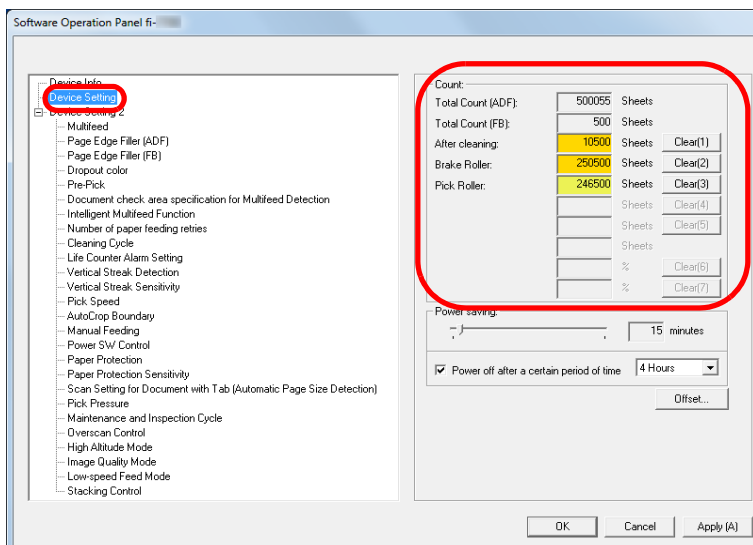 Software Operation Panel fi-
Device Info
Device Setting
Device Setting 2
Multifeed
Page Edge Filler (ADF)
Page Edge Filler (FB)
Dropout color
Pre-Pick
Document check area specification for Multifeed Detection
Intelligent Multifeed Function
Number of paper feeding retries
Cleaning Cycle
Life Counter Alarm Setting
Vertical Streak Detection
Vertical Streak Sensitivity
Pick Speed
AutoCrop Boundary
Manual Feeding
Power SW Control
Paper Protection
Paper Protection Sensitivity
Scan Setting for Document with Tab (Automatic Page Size Detection)
Pick Pressure
Maintenance and Inspection Cycle
Overscan Control
High Altitude Mode
Image Quality Mode
Low-speed Feed Mode
Stacking Control
Count:
Total Count (ADF): 500055 Sheets
Total Count (FB): 500 Sheets
After cleaning: 10500 Sheets Clear(1)
Brake Roller: 250500 Sheets Clear(2)
Pick Roller: 246500 Sheets Clear(3)
Sheets Clear(4)
Sheets Clear(5)
Sheets
% Clear(6)
% Clear(7)
Power saving:
15 minutes
Power off after a certain period of time 4 Hours
Offset...
OK Cancel Apply (A)